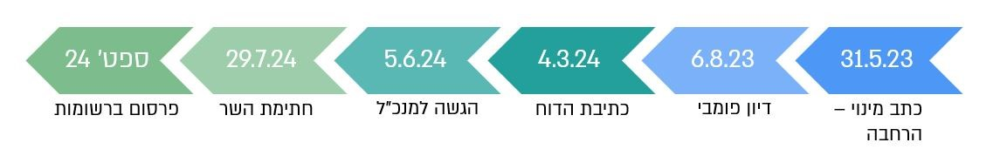 31.5.23
כתב מינוי –
הרחבה
6.8.23
דיון פומבי
4.3.24
כתיבת הדוח
5.6.24
הגשה למנכ"ל
29.7.24
חתימת השר
ספט' 24
פרסום ברשומות